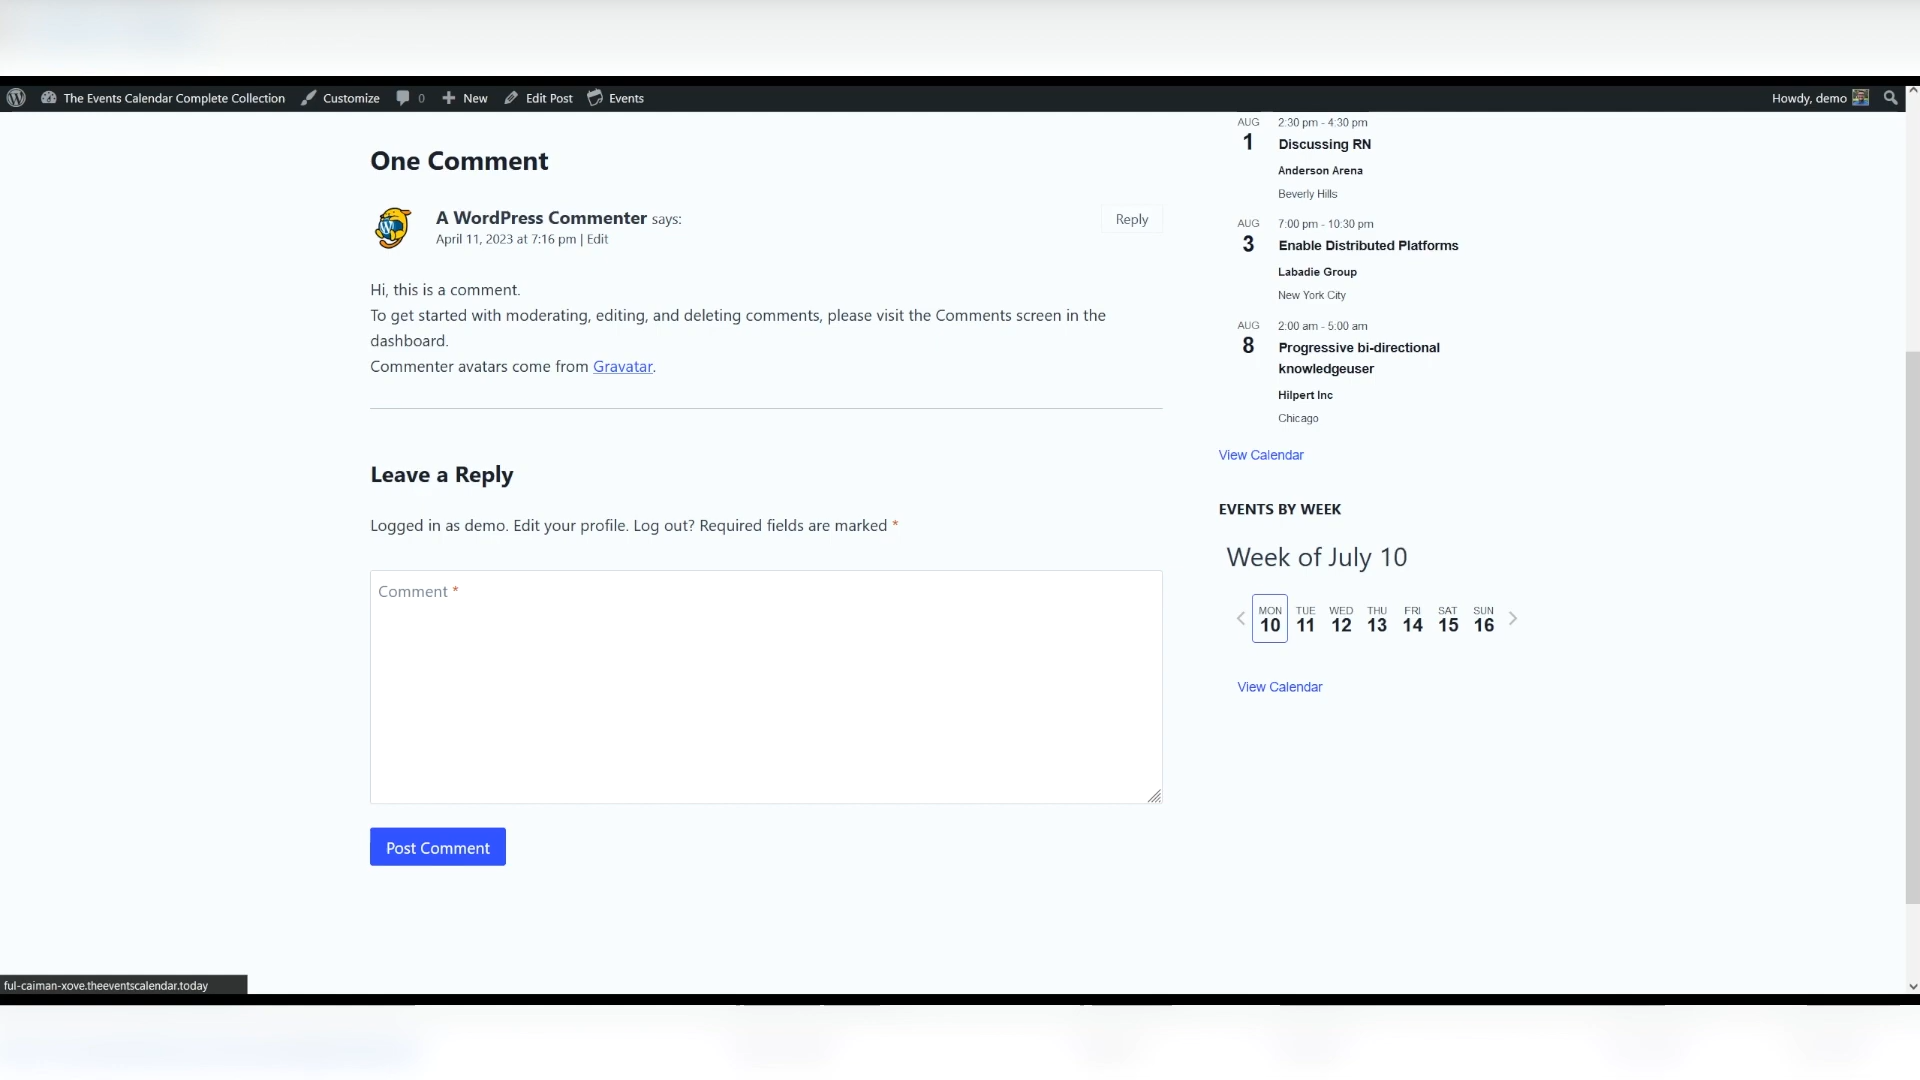 The Events Calendar Complete Collection Customize 0 New Edit Post Events Howdy, demo
One Comment
A WordPress Commenter says:
April 11, 2023 at 7:16 pm | Edit
Reply
Hi, this is a comment.
To get started with moderating, editing, and deleting comments, please visit the Comments screen in the
dashboard.
Commenter avatars come from Gravatar.
Leave a Reply
Logged in as demo. Edit your profile. Log out? Required fields are marked *
Comment *
Post Comment
AUG
1
2:30 pm - 4:30 pm
Discussing RN
Anderson Arena
Beverly Hills
AUG
3
7:00 pm - 10:30 pm
Enable Distributed Platforms
Labadie Group
New York City
AUG
8
2:00 am - 5:00 am
Progressive bi-directional
knowledgeuser
Hilpert Inc
Chicago
View Calendar
EVENTS BY WEEK
Week of July 10
MON TUE WED THU FRI SAT SUN
10 11 12 13 14 15 16
View Calendar
ful-caiman-xove.theeventscalendar.today